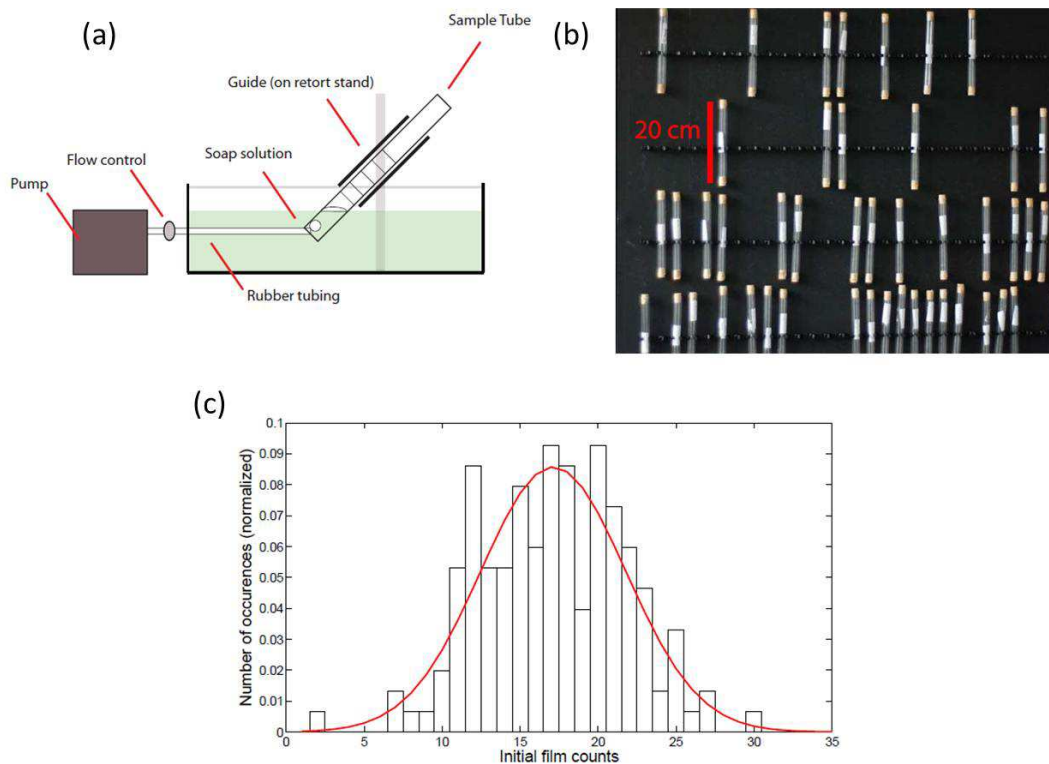 (a)
Sample Tube
Guide (on retort stand)
Soap solution
Flow control
Pump
Rubber tubing
(b)
20 cm
(c)
Number of occurences (normalized)
0.1
0.09
0.08
0.07
0.06
0.05
0.04
0.03
0.02
0.01
0
0 5 10 15 20 25 30 35
Initial film counts